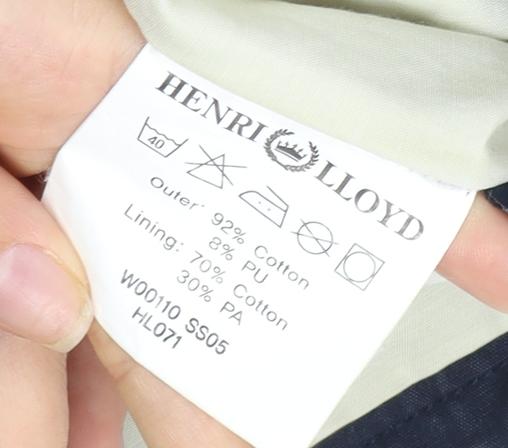 HENRI LLOYD
40
Outer: 92% Cotton
8% PU
Lining: 70% Cotton
30% PA
W00110 SS05
HL071